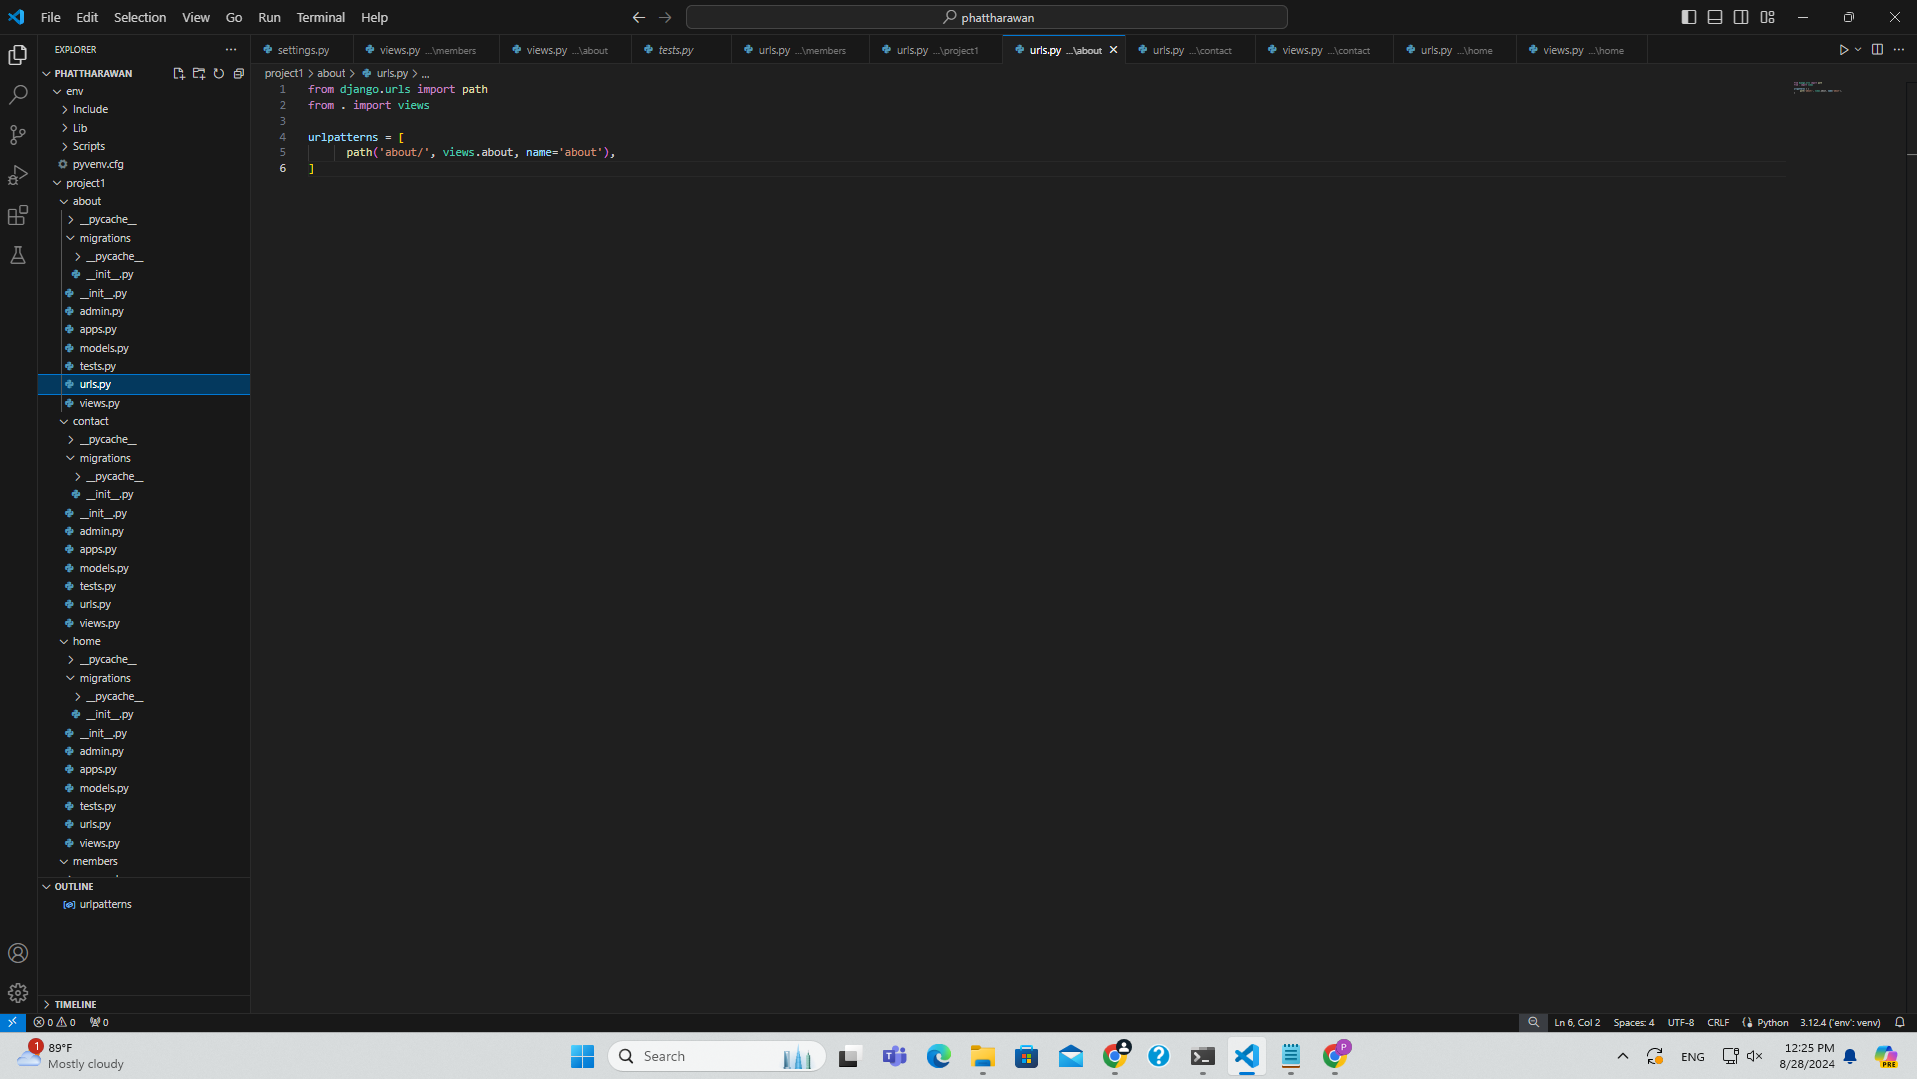 File Edit Selection View Go Run Terminal Help
phattharawan
EXPLORER
settings.py
views.py ...\members
views.py ...\about
tests.py
urls.py ...\members
urls.py ...\project1
urls.py ...\about
urls.py ...\contact
views.py ...\contact
urls.py ...\home
views.py ...\home
project1 > about > urls.py > ...
PHATTHARAWAN
env
Include
Lib
Scripts
pyvenv.cfg
project1
about
__pycache__
migrations
__pycache__
__init__.py
__init__.py
admin.py
apps.py
models.py
tests.py
urls.py
views.py
contact
__pycache__
migrations
__pycache__
__init__.py
__init__.py
admin.py
apps.py
models.py
tests.py
urls.py
views.py
home
__pycache__
migrations
__pycache__
__init__.py
__init__.py
admin.py
apps.py
models.py
tests.py
urls.py
views.py
members
OUTLINE
urlpatterns
TIMELINE
1 from django.urls import path
2 from . import views
3
4 urlpatterns = [
5 path('about/', views.about, name='about'),
6 ]
0 0 0
Ln 6, Col 2 Spaces: 4 UTF-8 CRLF Python 3.12.4 ('env': venv)
1
89°F
Mostly cloudy
Search
P
ENG
12:25 PM
8/28/2024
PRE